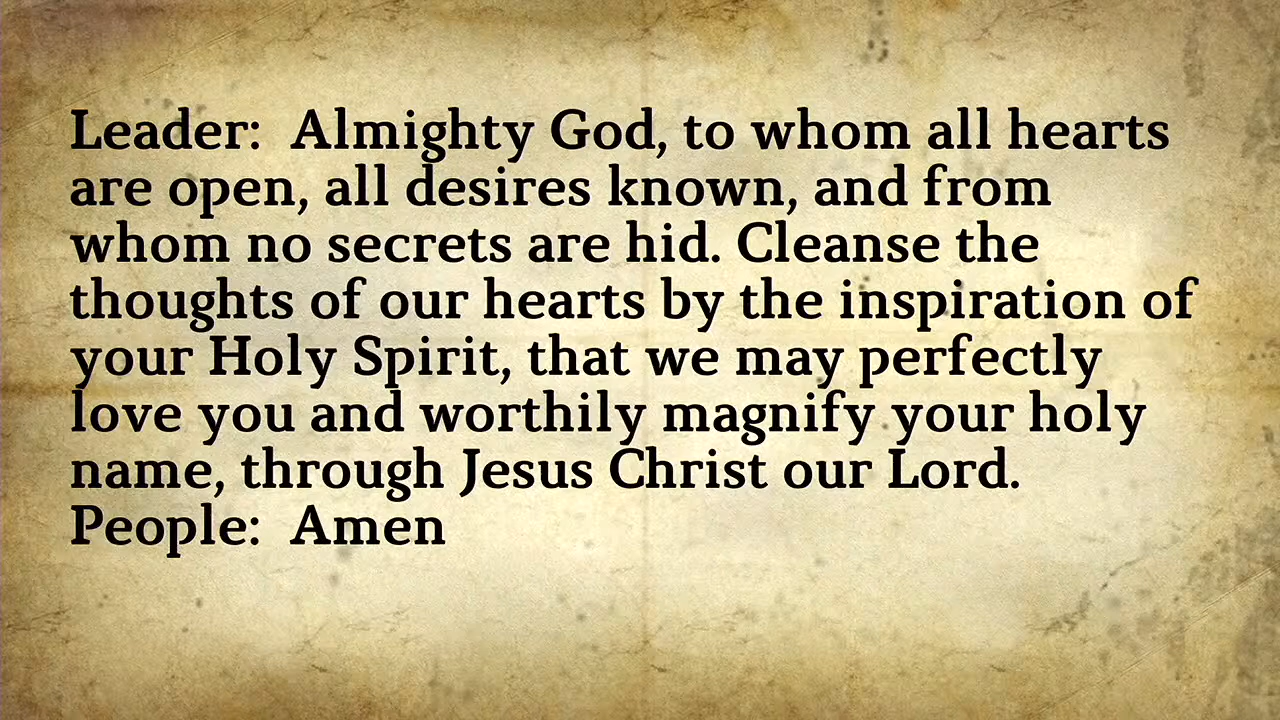 Leader:  Almighty God, to whom all hearts
are open, all desires known, and from
whom no secrets are hid. Cleanse the
thoughts of our hearts by the inspiration of
your Holy Spirit, that we may perfectly
love you and worthily magnify your holy
name, through Jesus Christ our Lord.
People:  Amen